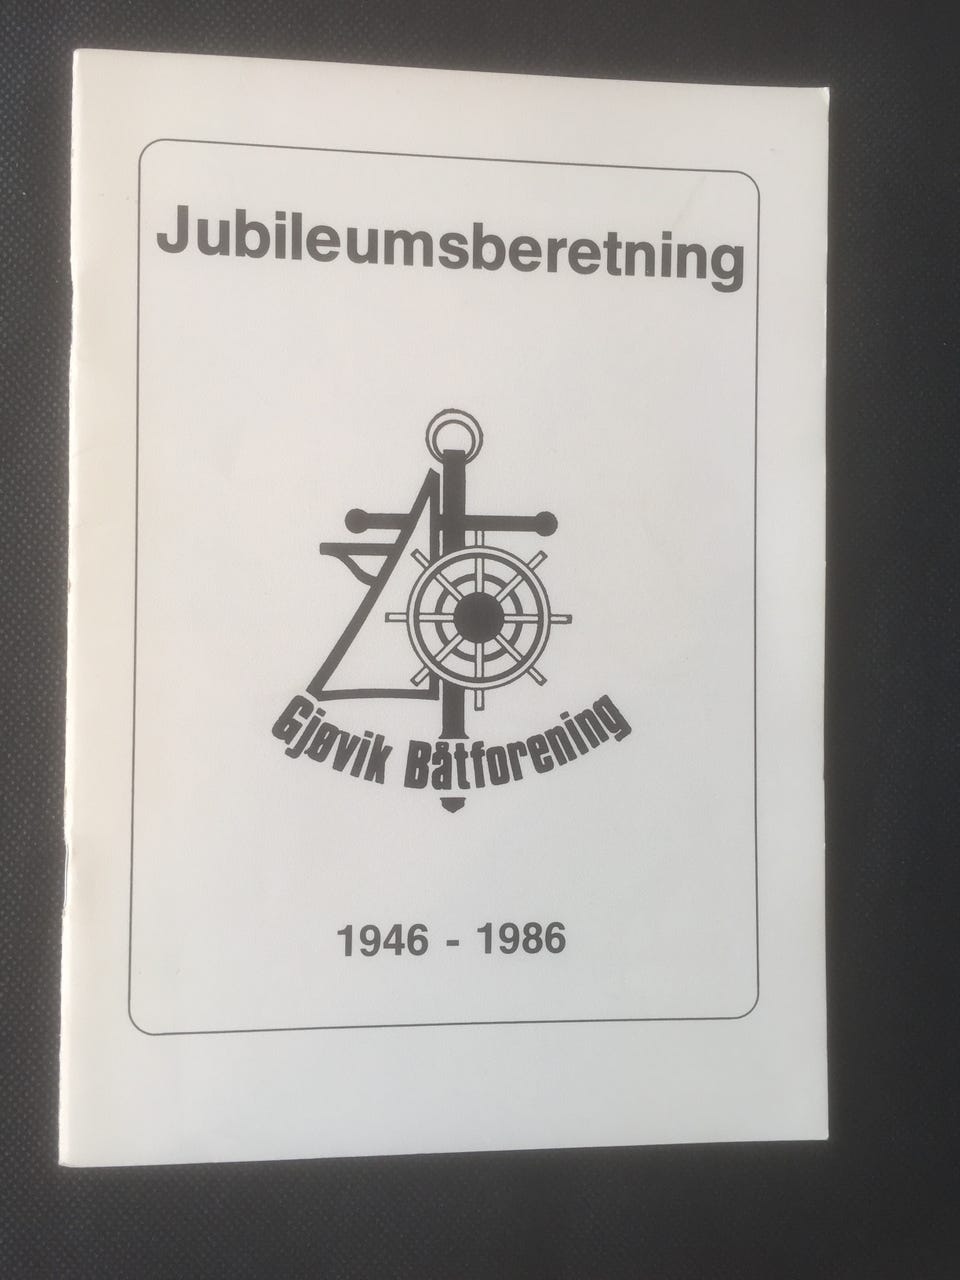 Jubileumsberetning
Gjøvik Båtforening
1946 - 1986